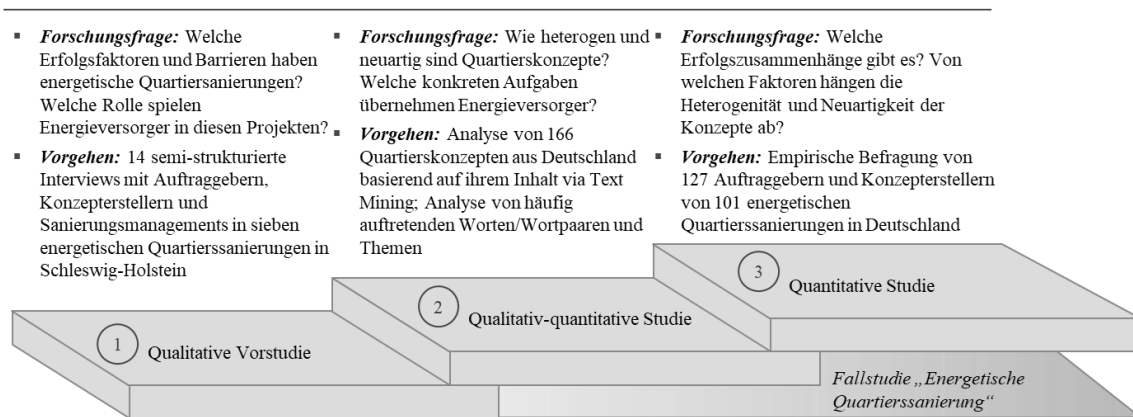 ▪ Forschungsfrage: Welche
Erfolgsfaktoren und Barrieren haben
energetische Quartiersanierungen?
Welche Rolle spielen
Energieversorger in diesen Projekten?
▪ Vorgehen: 14 semi-strukturierte
Interviews mit Auftraggebern,
Konzepterstellern und
Sanierungsmanagements in sieben
energetischen Quartierssanierungen in
Schleswig-Holstein
▪ Forschungsfrage: Wie heterogen und
neuartig sind Quartierskonzepte?
Welche konkreten Aufgaben
übernehmen Energieversorger?
▪ Vorgehen: Analyse von 166
Quartierskonzepten aus Deutschland
basierend auf ihrem Inhalt via Text
Mining; Analyse von häufig
auftretenden Worten/Wortpaaren und
Themen
▪ Forschungsfrage: Welche
Erfolgszusammenhänge gibt es? Von
welchen Faktoren hängen die
Heterogenität und Neuartigkeit der
Konzepte ab?
▪ Vorgehen: Empirische Befragung von
127 Auftraggebern und Konzepterstellern
von 101 energetischen
Quartierssanierungen in Deutschland
1 Qualitative Vorstudie
2 Qualitativ-quantitative Studie
3 Quantitative Studie
Fallstudie „Energetische
Quartierssanierung“